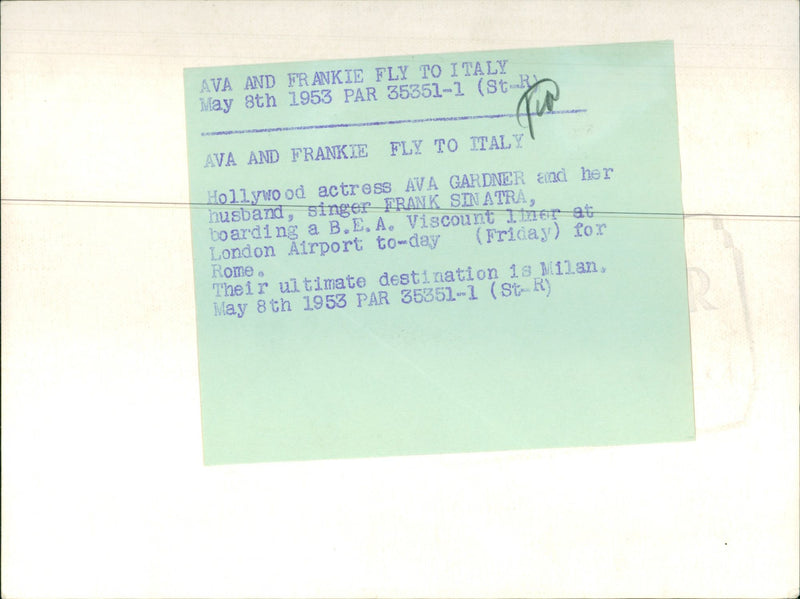 AVA AND FRANKIE FLY TO ITALY
May 8th 1953 PAR 35351-1 (St-R)
AVA AND FRANKIE FLY TO ITALY
Hollywood actress AVA GARDNER and her
husband, singer FRANK SINATRA,
boarding a B.E.A. Viscount liner at
London Airport to-day (Friday) for
Rome.
Their ultimate destination is Milan.
May 8th 1953 PAR 35351-1 (St-R)